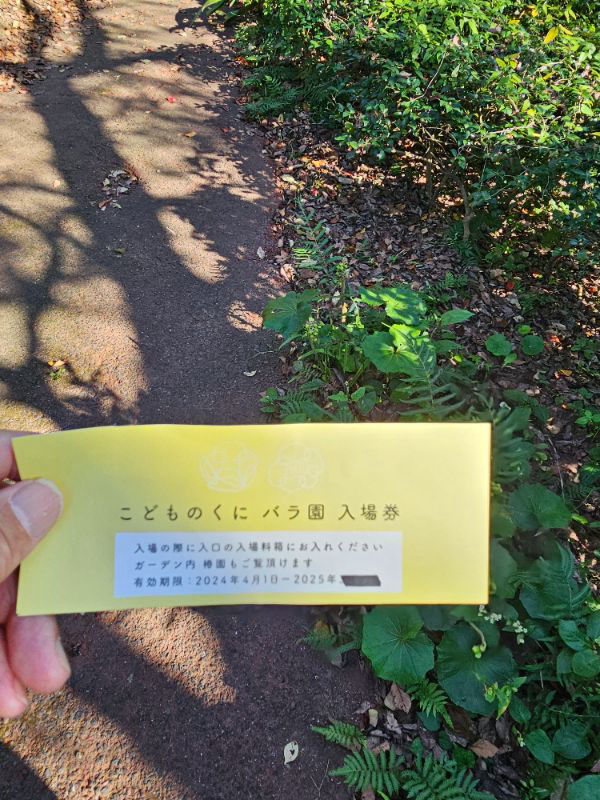 こどものくに バラ園 入場券
入場の際に入口の入場料箱にお入れください
ガーデン内 椿園もご覧頂けます
有効期限：2024年4月1日－2025年